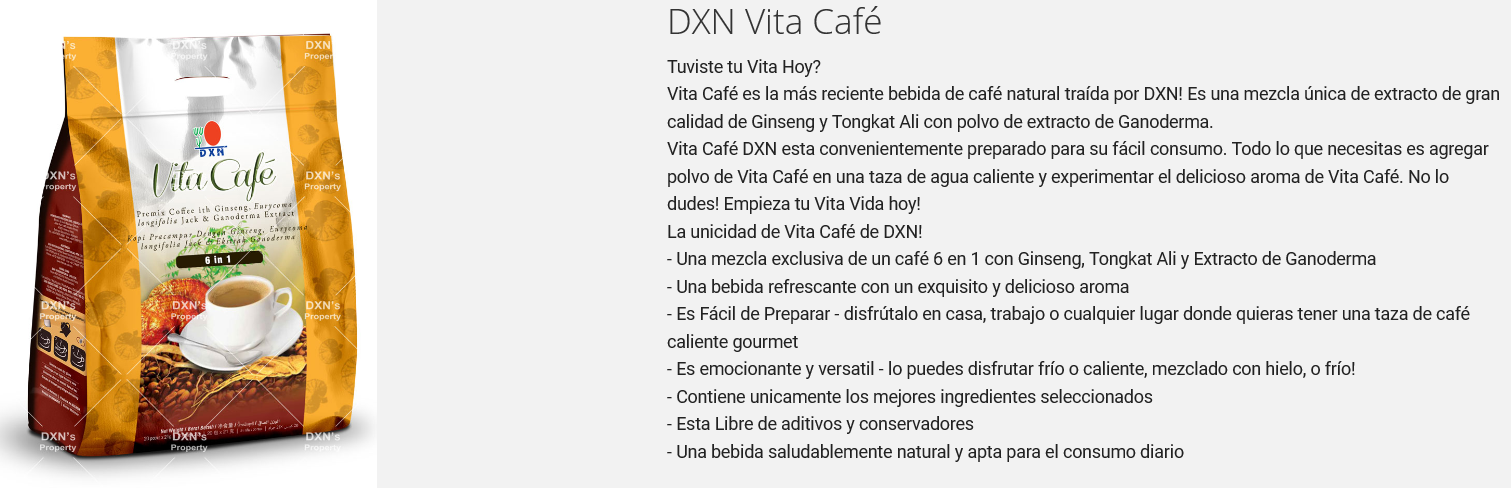 DXN Vita Café
Tuviste tu Vita Hoy?
Vita Café es la más reciente bebida de café natural traída por DXN! Es una mezcla única de extracto de gran
calidad de Ginseng y Tongkat Ali con polvo de extracto de Ganoderma.
Vita Café DXN esta convenientemente preparado para su fácil consumo. Todo lo que necesitas es agregar
polvo de Vita Café en una taza de agua caliente y experimentar el delicioso aroma de Vita Café. No lo
dudes! Empieza tu Vita Vida hoy!
La unicidad de Vita Café de DXN!
- Una mezcla exclusiva de un café 6 en 1 con Ginseng, Tongkat Ali y Extracto de Ganoderma
- Una bebida refrescante con un exquisito y delicioso aroma
- Es Fácil de Preparar - disfrútalo en casa, trabajo o cualquier lugar donde quieras tener una taza de café
caliente gourmet
- Es emocionante y versatil - lo puedes disfrutar frío o caliente, mezclado con hielo, o frío!
- Contiene unicamente los mejores ingredientes seleccionados
- Esta Libre de aditivos y conservadores
- Una bebida saludablemente natural y apta para el consumo diario
DXN
Vita Café
Premix Coffee ith Ginseng, Eurycoma
longifolia Jack & Ganoderma Extract
Kopi Pracampur Dengan Ginseng, Eurycoma
longifolia Jack & Ekstrak Ganoderma
6 in 1
Net Weight / Berat Bersih /
DXN's
Property
DXN's
Property
DXN's
Property
DXN's
Property
DXN's
Property
DXN's
Property
DXN's
Property
DXN's
Property
DXN's
Property